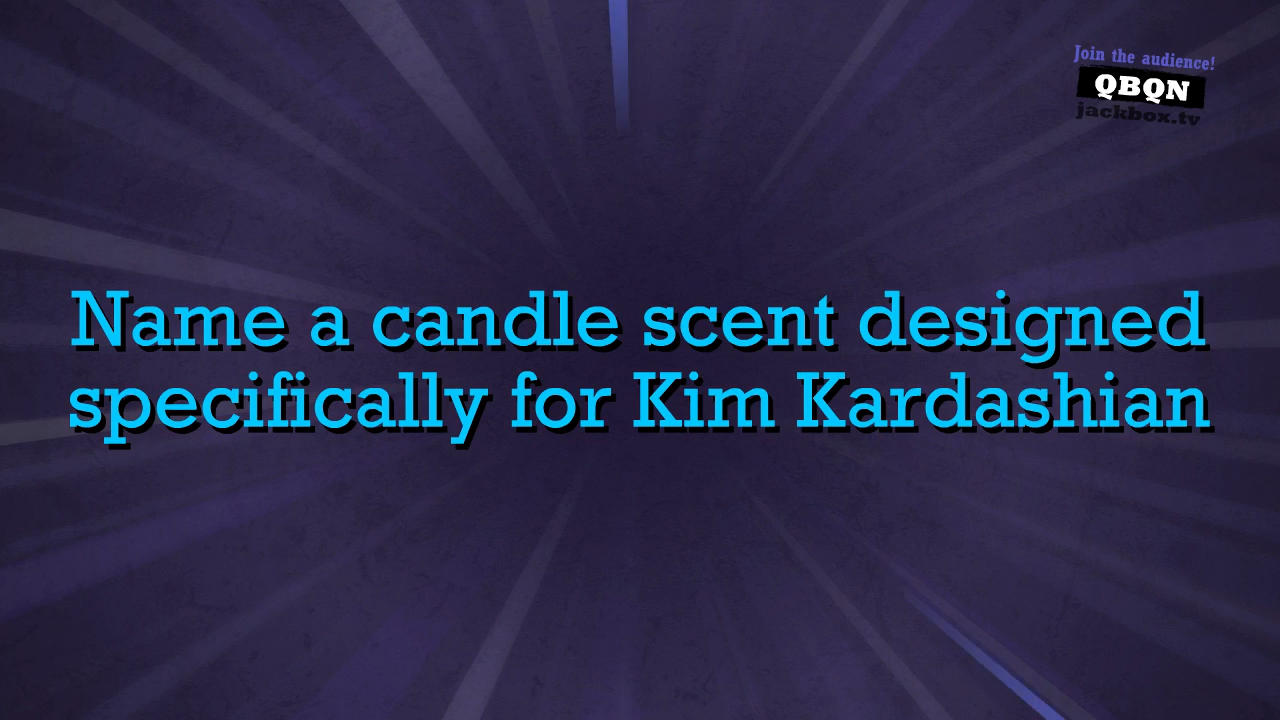 Join the audience!
QBQN
jackbox.tv
Name a candle scent designed
specifically for Kim Kardashian